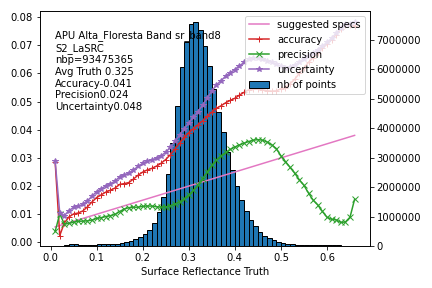 APU Alta_Floresta Band sr_band8
S2_LaSRC
nbp=93475365
Avg Truth 0.325
Accuracy-0.041
Precision0.024
Uncertainty0.048
suggested specs
accuracy
precision
uncertainty
nb of points
0.08
0.07
0.06
0.05
0.04
0.03
0.02
0.01
0.00
7000000
6000000
5000000
4000000
3000000
2000000
1000000
0
0.0 0.1 0.2 0.3 0.4 0.5 0.6
Surface Reflectance Truth